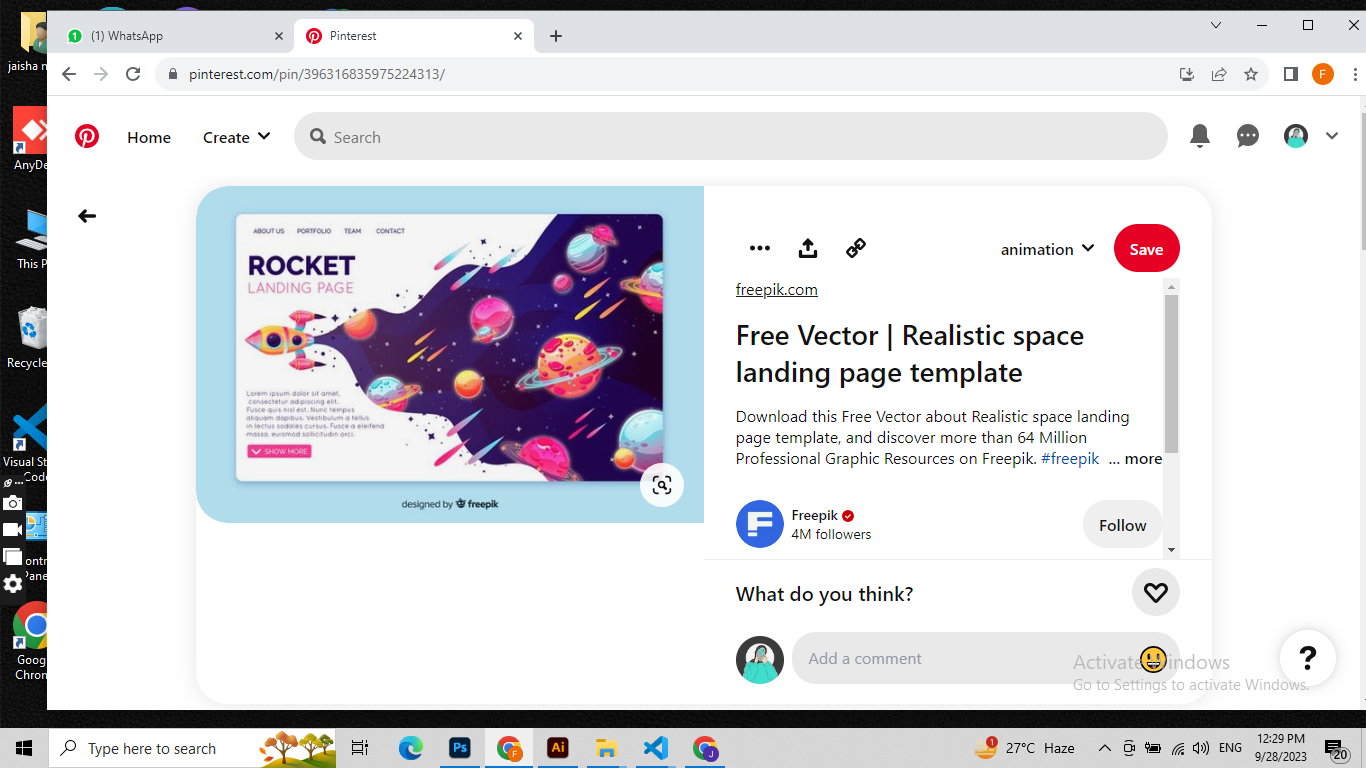 jaisha n
AnyDe
This P
Recycle
Visual St
Cod
ontr
Pane
Goog
Chron
(1) WhatsApp
Pinterest
pinterest.com/pin/396316835975224313/
F
Home
Create
Search
ABOUT US PORTFOLIO TEAM CONTACT
ROCKET
LANDING PAGE
Lorem ipsum dolor sit amet,
consectetur adipiscing elit.
Fusce quis nisl est. Nunc tempus
aliquam dapibus. Vestibulum a tellus
in lectus sodales cursus. Fusce a eleifend
massa, euismod sollicitudin orci.
SHOW MORE
designed by freepik
animation
Save
freepik.com
Free Vector | Realistic space
landing page template
Download this Free Vector about Realistic space landing
page template, and discover more than 64 Million
Professional Graphic Resources on Freepik. #freepik ... more
Freepik
4M followers
Follow
What do you think?
Add a comment
?
Activate Windows
Go to Settings to activate Windows.
Type here to search
Ps
F
Ai
J
1
27°C Haze
ENG
12:29 PM
9/28/2023
20